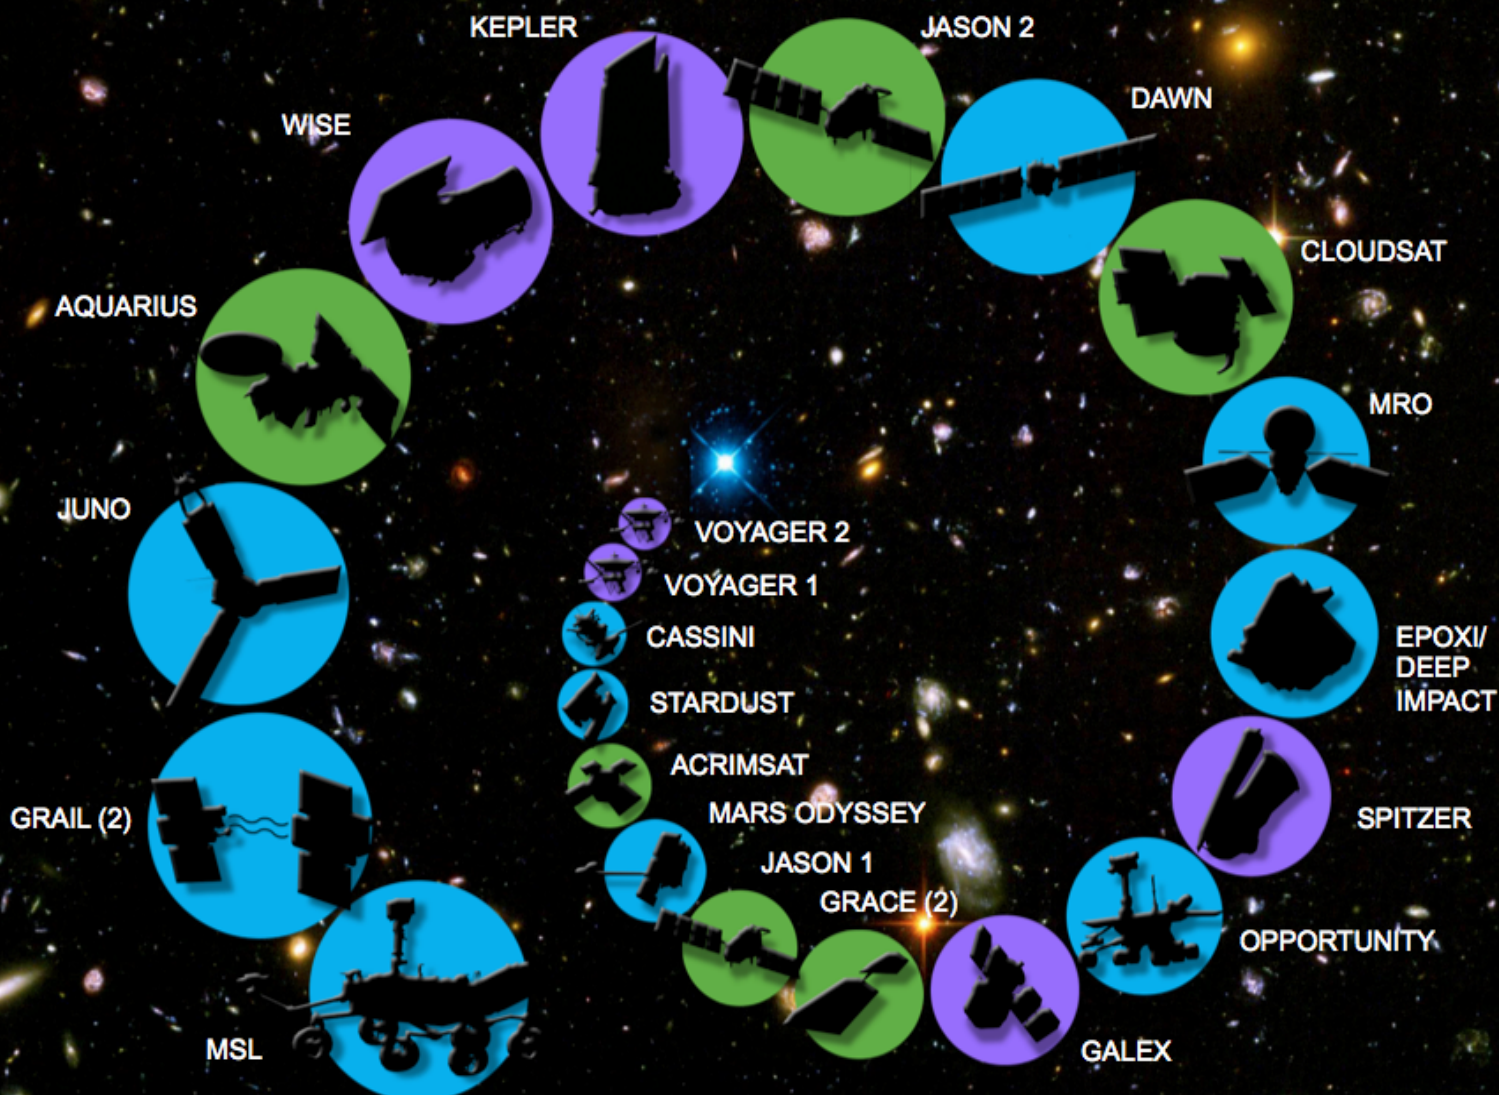 KEPLER
JASON 2
DAWN
WISE
CLOUDSAT
AQUARIUS
MRO
JUNO
VOYAGER 2
VOYAGER 1
CASSINI
EPOXI/
DEEP
IMPACT
STARDUST
ACRIMSAT
MARS ODYSSEY
GRAIL (2)
SPITZER
JASON 1
GRACE (2)
OPPORTUNITY
MSL
GALEX